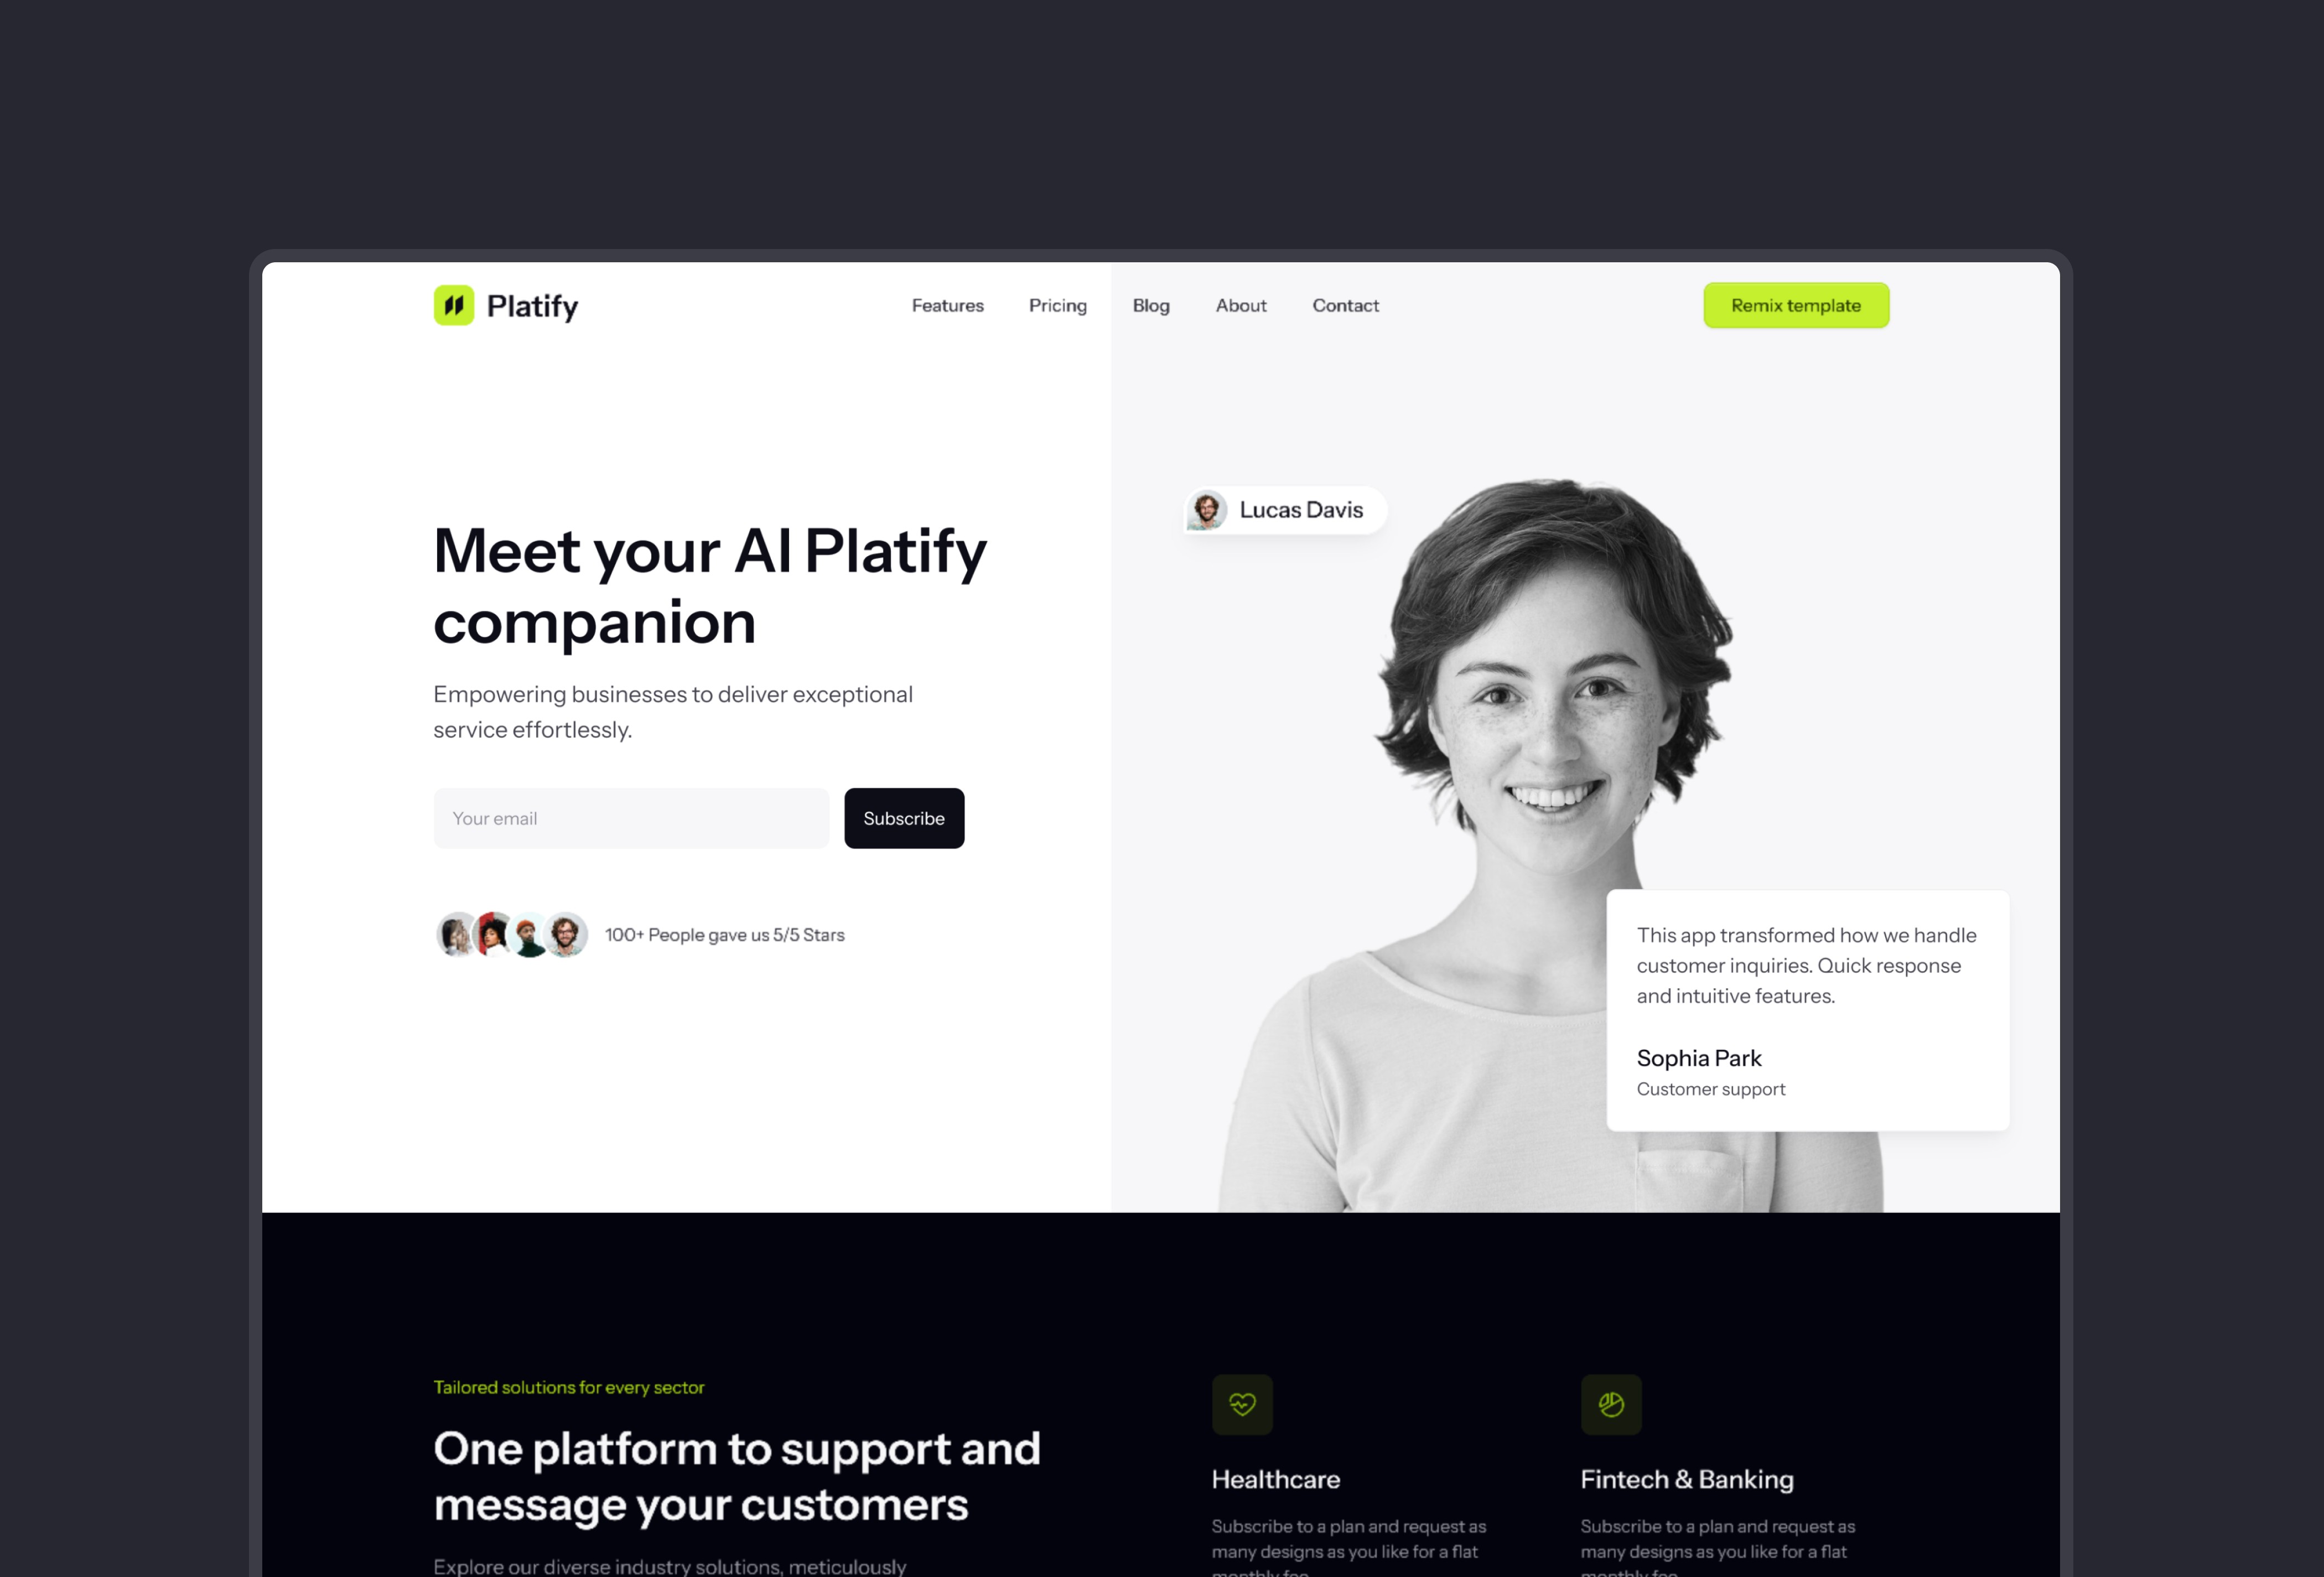 Platify
Features
Pricing
Blog
About
Contact
Remix template
Meet your AI Platify
companion
Empowering businesses to deliver exceptional
service effortlessly.
Your email
Subscribe
100+ People gave us 5/5 Stars
Lucas Davis
This app transformed how we handle
customer inquiries. Quick response
and intuitive features.
Sophia Park
Customer support
Tailored solutions for every sector
One platform to support and
message your customers
Explore our diverse industry solutions, meticulously
Healthcare
Subscribe to a plan and request as
many designs as you like for a flat
monthly fee.
Fintech & Banking
Subscribe to a plan and request as
many designs as you like for a flat
monthly fee.